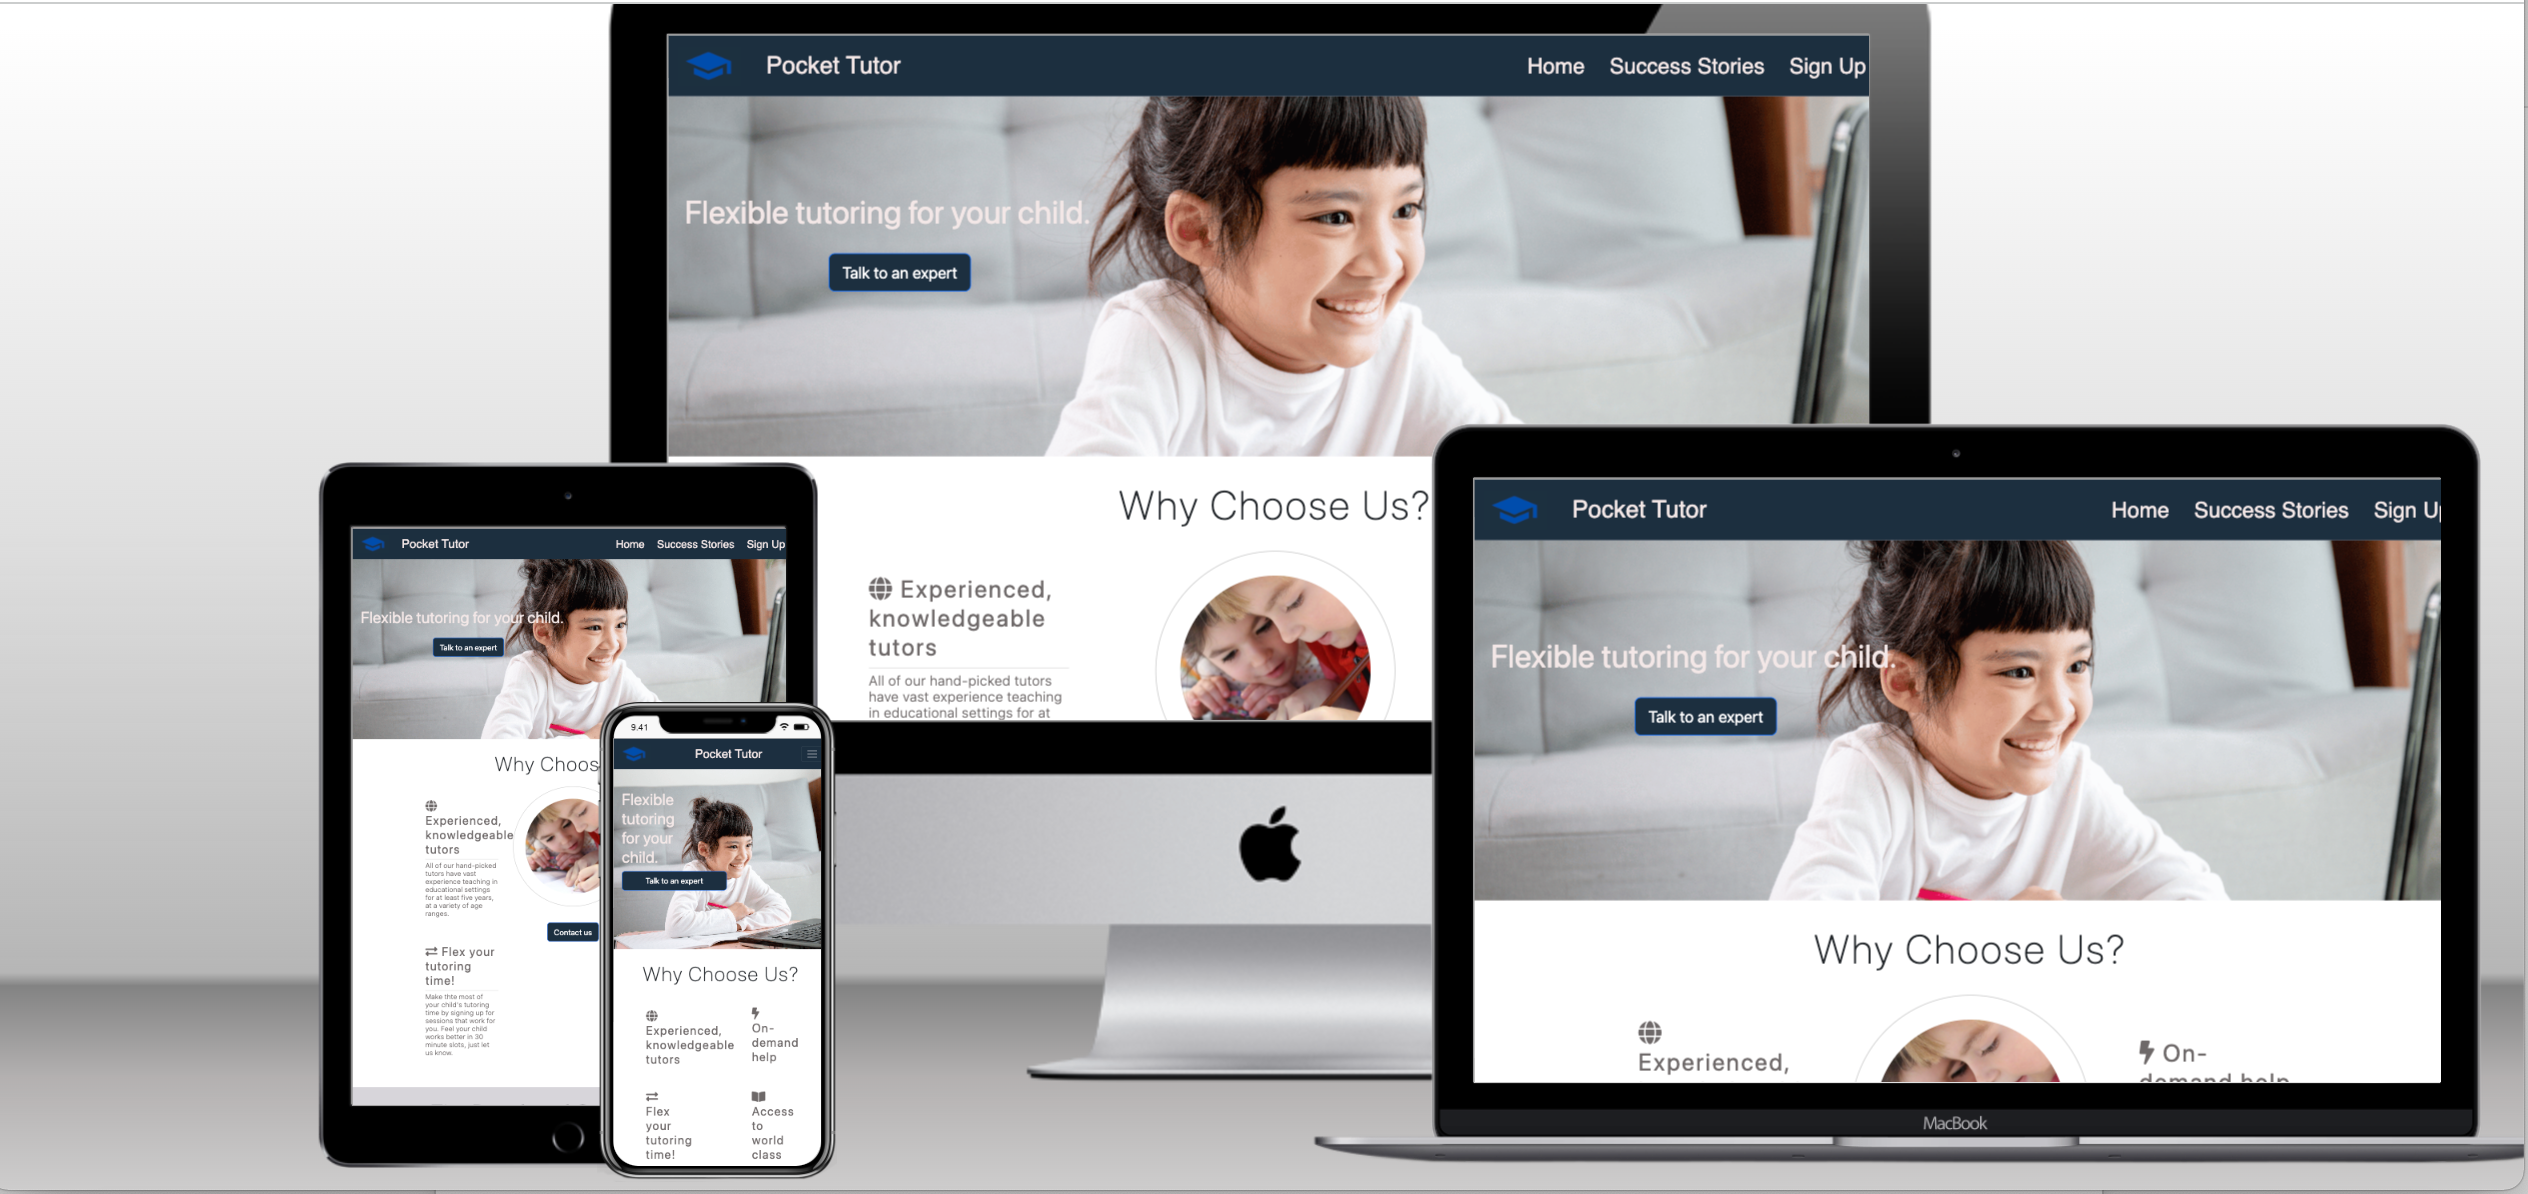 Pocket Tutor
Home Success Stories Sign Up
Flexible tutoring for your child.
Talk to an expert
Why Choose Us?
Experienced,
knowledgeable
tutors
All of our hand-picked tutors
have vast experience teaching
in educational settings for at
Pocket Tutor
Home Success Stories Sign Up
Flexible tutoring for your child.
Talk to an expert
Why Choos
Experienced,
knowledgeable
tutors
All of our hand-picked
tutors have vast
experience teaching in
educational settings
for at least five years,
at a variety of age
ranges.
Contact us
Flex your
tutoring
time!
Make thte most of
your child's tutoring
time by signing up for
sessions that work for
you. Feel your child
works better in 30
minute slots, just let
us know.
9:41
Pocket Tutor
Flexible
tutoring
for your
child.
Talk to an expert
Why Choose Us?
Experienced,
knowledgeable
tutors
On-
demand
help
Flex
your
tutoring
time!
Access
to
world
class
Pocket Tutor
Home Success Stories Sign U
Flexible tutoring for your child.
Talk to an expert
Why Choose Us?
Experienced,
On-
demand help
MacBook